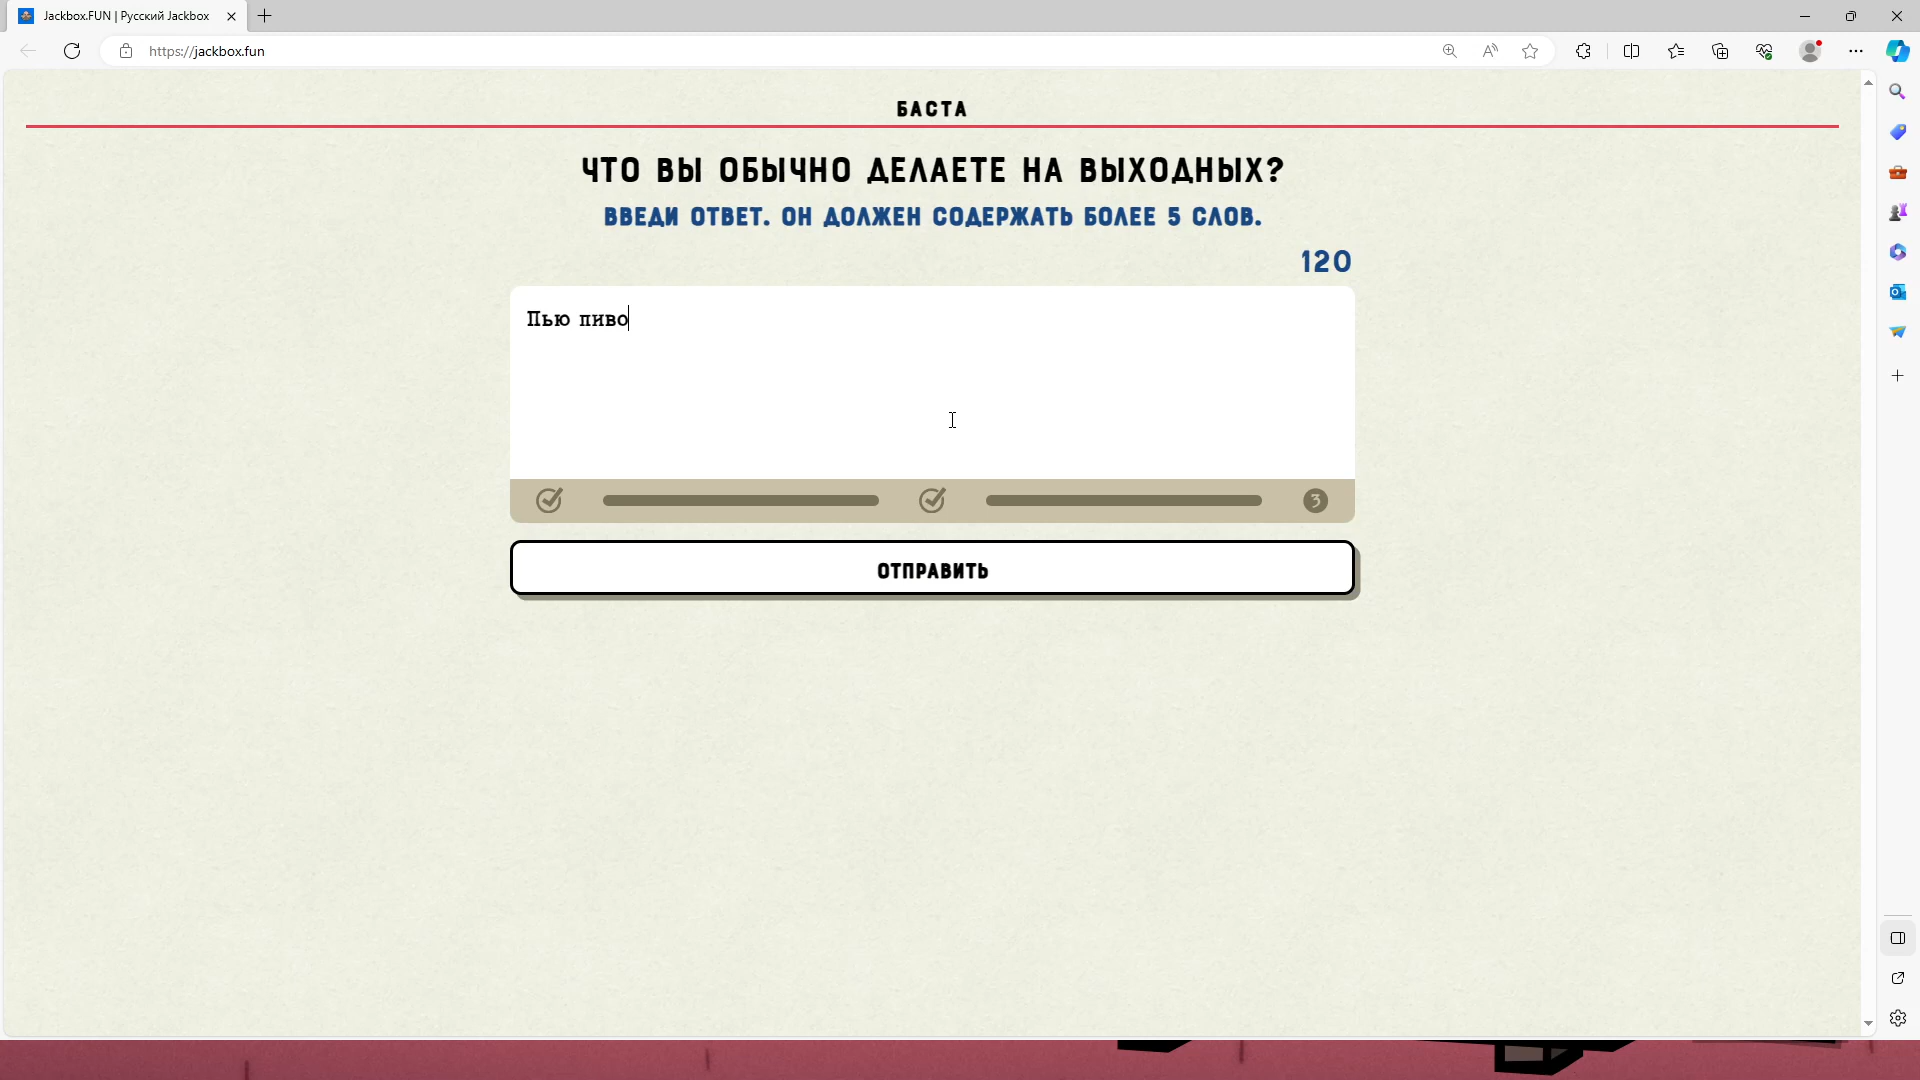 Jackbox.FUN | Русский Jackbox
https://jackbox.fun
БАСТА
ЧТО ВЫ ОБЫЧНО ДЕЛАЕТЕ НА ВЫХОДНЫХ?
ВВЕДИ ОТВЕТ. ОН ДОЛЖЕН СОДЕРЖАТЬ БОЛЕЕ 5 СЛОВ.
120
Пью пиво
3
ОТПРАВИТЬ